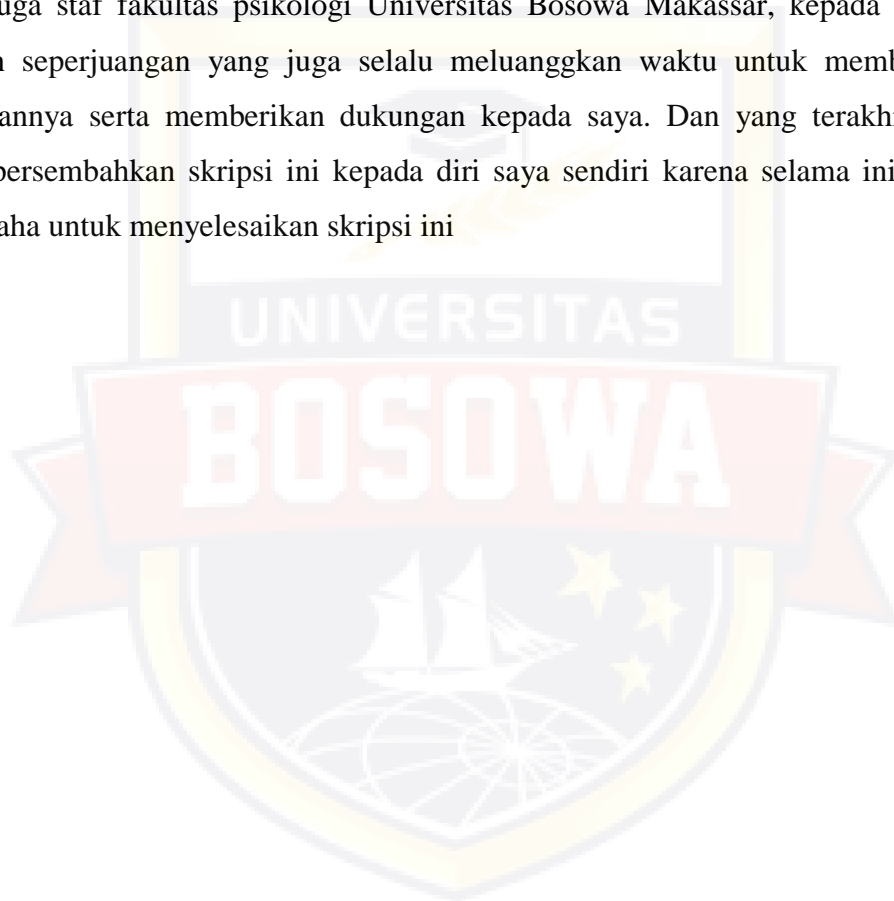 uga staf fakultas psikologi Universitas Bosowa Makassar, kepada
seperjuangan yang juga selalu meluanggkan waktu untuk memb
annya serta memberikan dukungan kepada saya. Dan yang terakh
persembahkan skripsi ini kepada diri saya sendiri karena selama ini
aha untuk menyelesaikan skripsi ini
UNIVERSITAS
BOSOWA